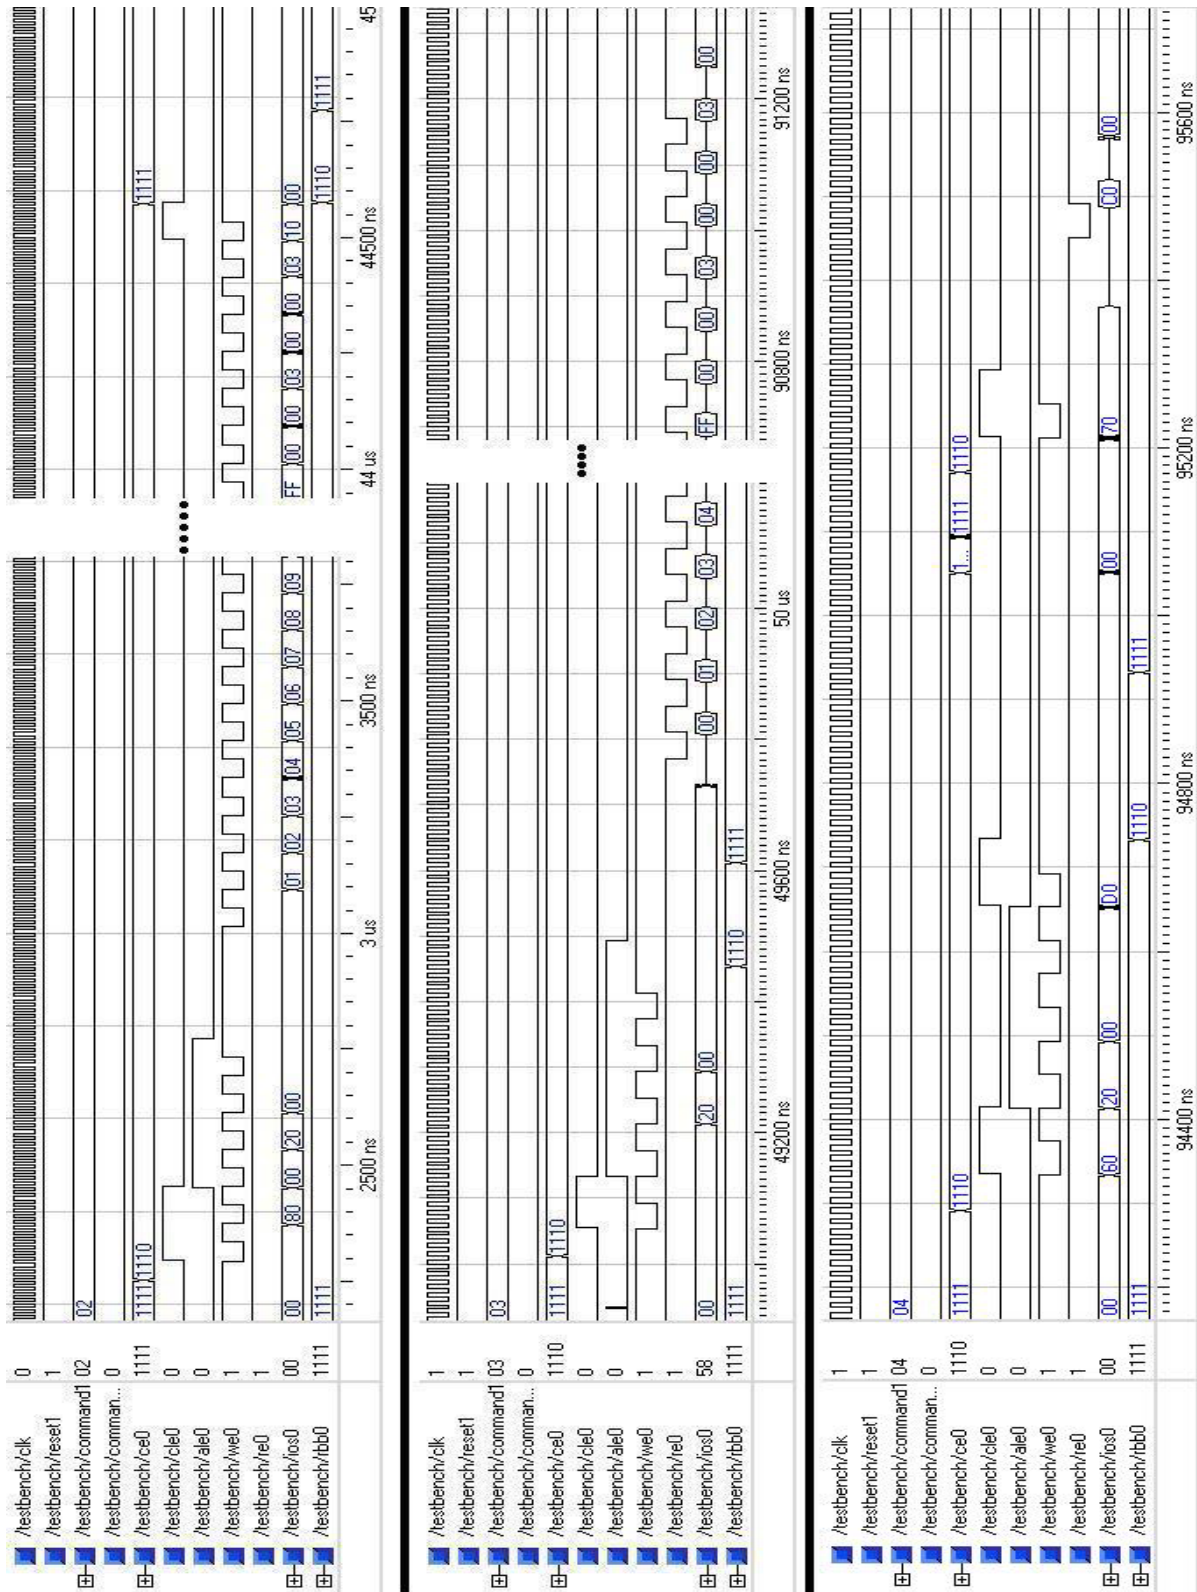 /testbench/clk 0
/testbench/reset1 1
/testbench/command1 02 02
/testbench/comman... 0
/testbench/ce0 1111 1111 1110 1111
/testbench/cle0 0
/testbench/ale0 0
/testbench/we0 1
/testbench/re0 0
/testbench/ios0 00 00 80 00 20 00 01 02 03 04 05 06 07 08 09 FF 00 00 03 00 00 03 10 00
/testbench/rbb0 1111 1111 1110 1111
2500 ns 3 us 3500 ns 44 us 44500 ns 45
/testbench/clk 1
/testbench/reset1 1
/testbench/command1 03 03
/testbench/comman... 0
/testbench/ce0 1110 1111 1110
/testbench/cle0 0
/testbench/ale0 0
/testbench/we0 1
/testbench/re0 1
/testbench/ios0 58 00 20 00 00 01 02 03 04 FF 00 00 03 00 00 03 00
/testbench/rbb0 1111 1111 1110 1111
49200 ns 49600 ns 50 us 90800 ns 91200 ns
/testbench/clk 1
/testbench/reset1 1
/testbench/command1 04 04
/testbench/comman... 0
/testbench/ce0 1110 1111 1110 1... 1111 1110
/testbench/cle0 0
/testbench/ale0 0
/testbench/we0 1
/testbench/re0 1
/testbench/ios0 00 00 60 20 00 D0 00 70 C0 00
/testbench/rbb0 1111 1111 1110 1111
94400 ns 94800 ns 95200 ns 95600 ns